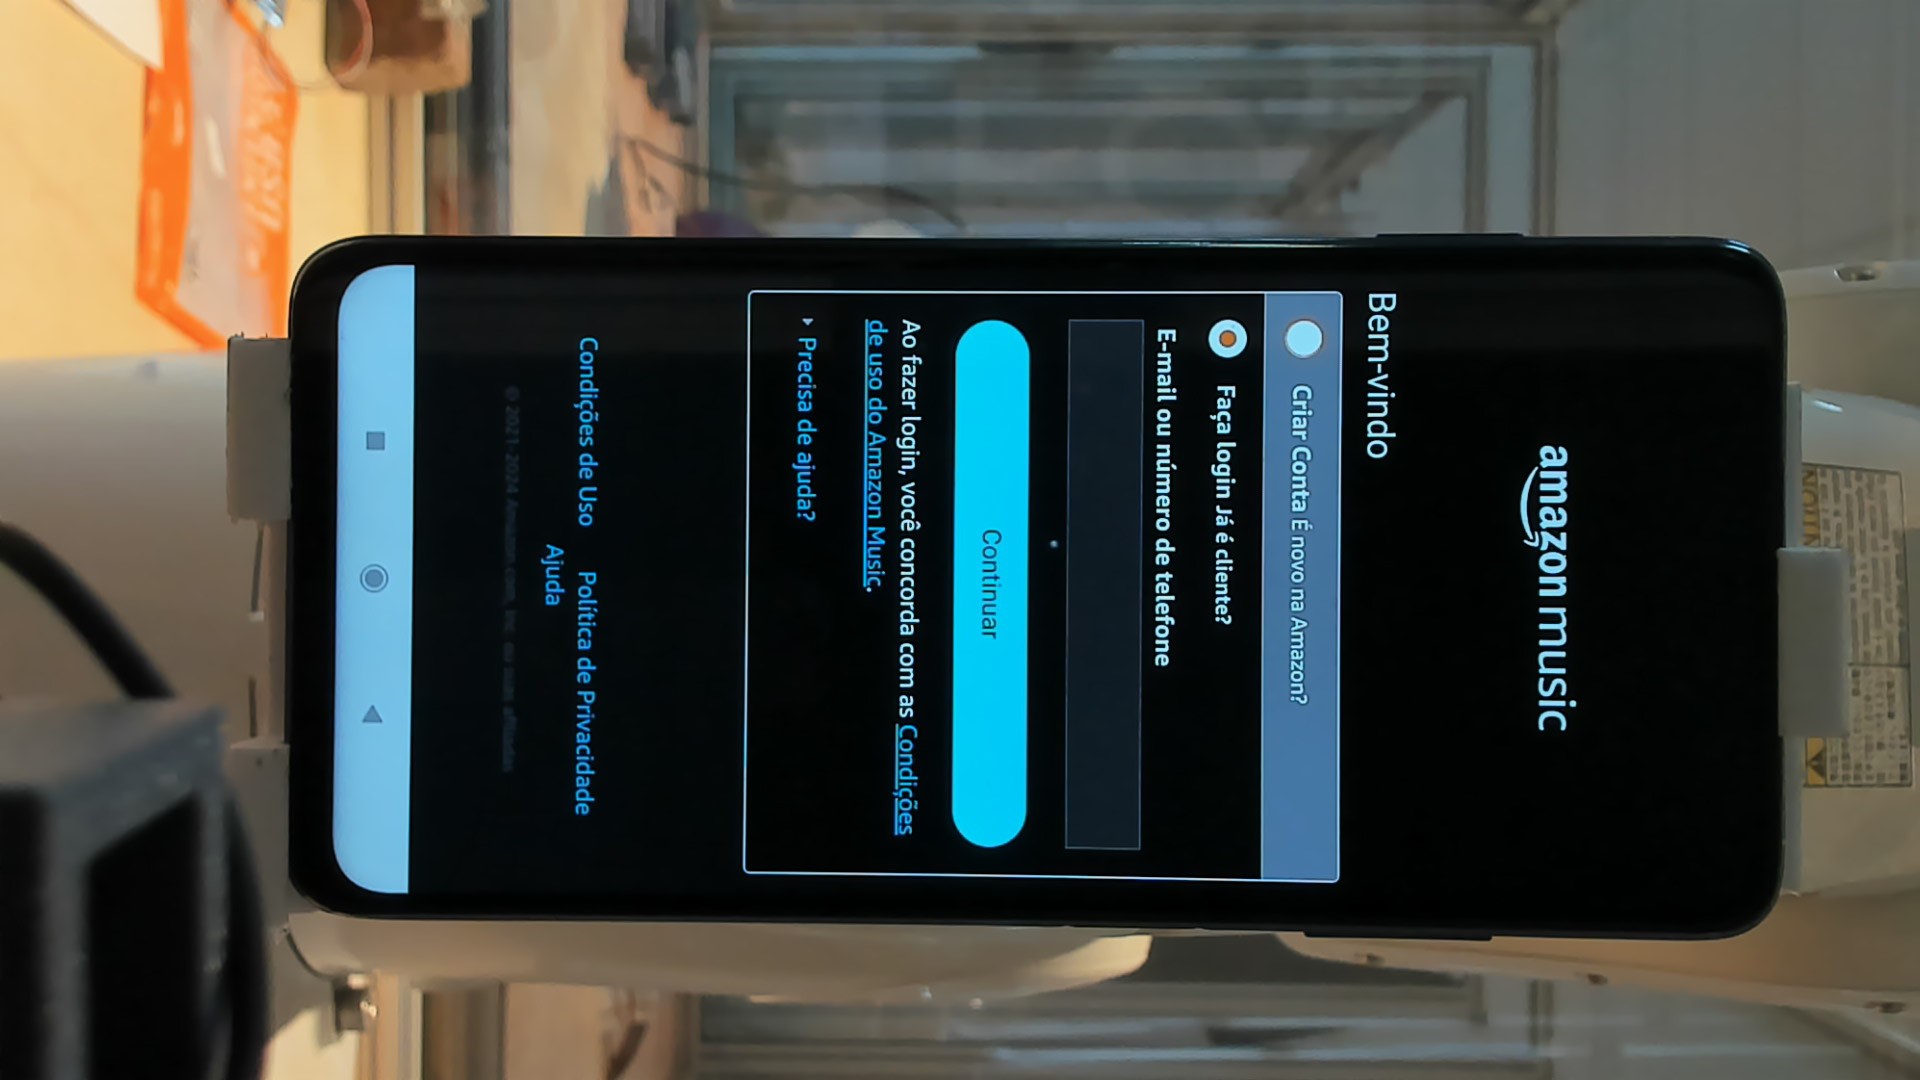 amazon music
Bem-vindo
Criar Conta É novo na Amazon?
Faça login Já é cliente?
E-mail ou número de telefone
Continuar
Ao fazer login, você concorda com as Condições
de uso do Amazon Music.
Precisa de ajuda?
Condições de Uso Política de Privacidade
Ajuda
© 2021-2024 Amazon.com, Inc. ou suas afiliadas